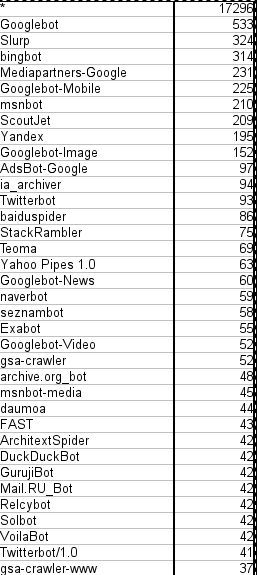 * 17296
Googlebot 533
Slurp 324
bingbot 314
Mediapartners-Google 231
Googlebot-Mobile 225
msnbot 210
ScoutJet 209
Yandex 195
Googlebot-Image 152
AdsBot-Google 97
ia_archiver 94
Twitterbot 93
baiduspider 86
StackRambler 75
Teoma 69
Yahoo Pipes 1.0 63
Googlebot-News 60
naverbot 59
seznambot 58
Exabot 55
Googlebot-Video 52
gsa-crawler 52
archive.org_bot 48
msnbot-media 45
daumoa 44
FAST 43
ArchitextSpider 42
DuckDuckBot 42
GurujiBot 42
Mail.RU_Bot 42
Relcybot 42
Solbot 42
VoilaBot 42
Twitterbot/1.0 41
gsa-crawler-www 37